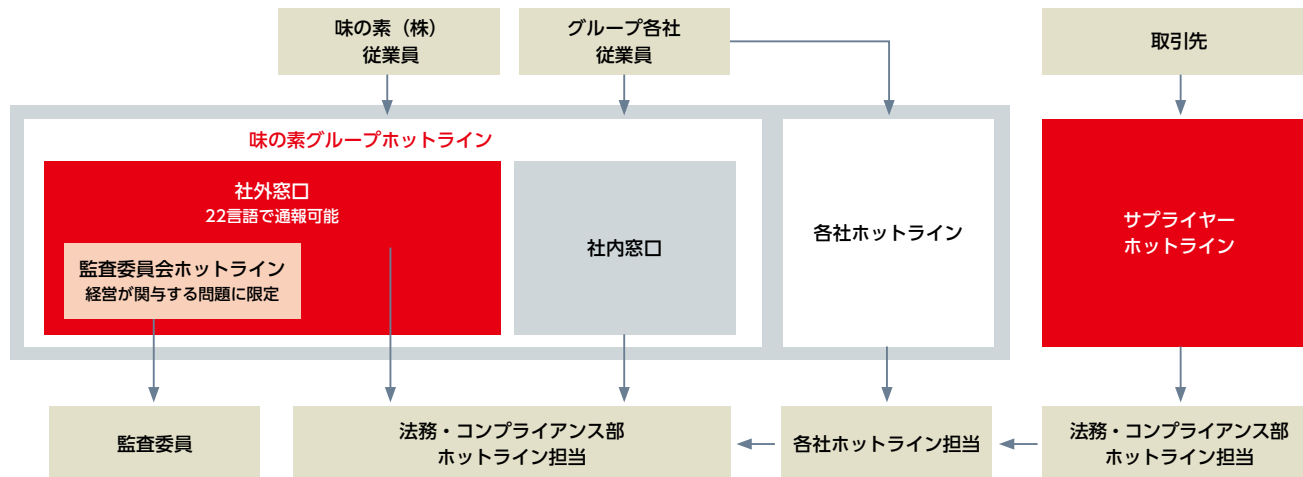 味の素（株）
従業員
グループ各社
従業員
取引先
味の素グループホットライン
社外窓口
22言語で通報可能
監査委員会ホットライン
経営が関与する問題に限定
社内窓口
各社ホットライン
サプライヤー
ホットライン
監査委員
法務・コンプライアンス部
ホットライン担当
各社ホットライン担当
法務・コンプライアンス部
ホットライン担当